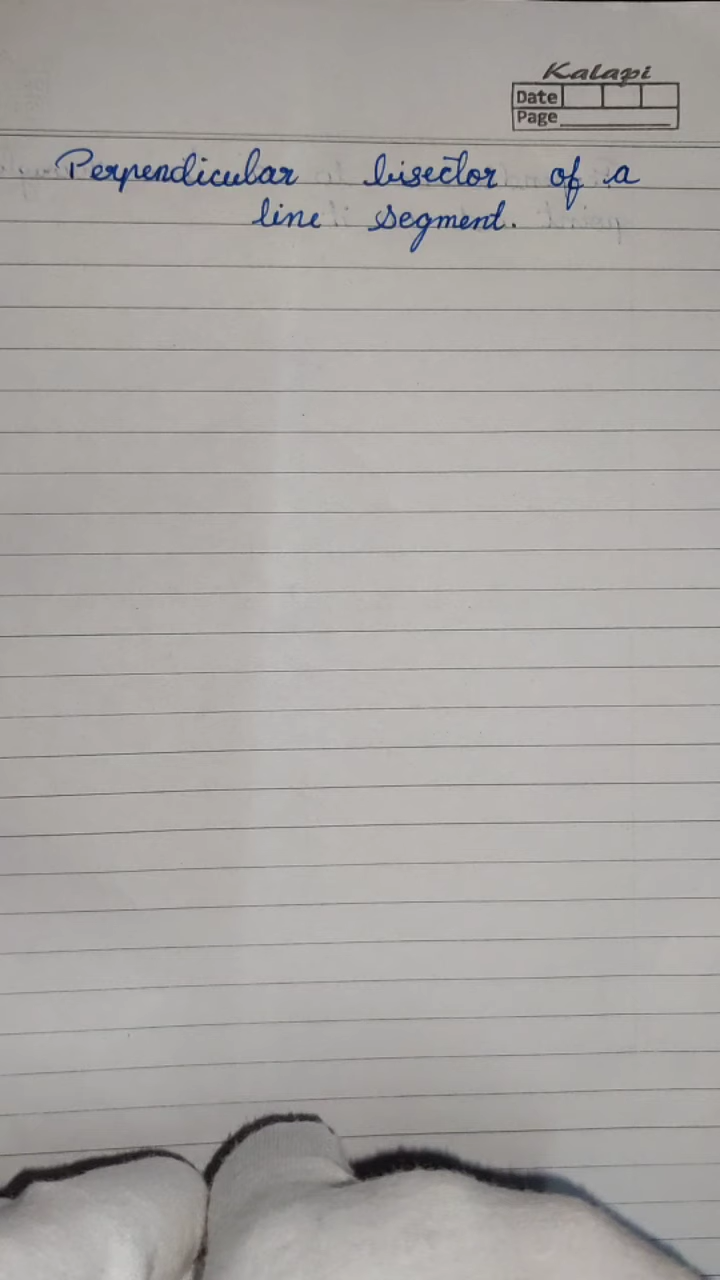 Kalapi
Date
Page
Perpendicular bisector of a
line segment.